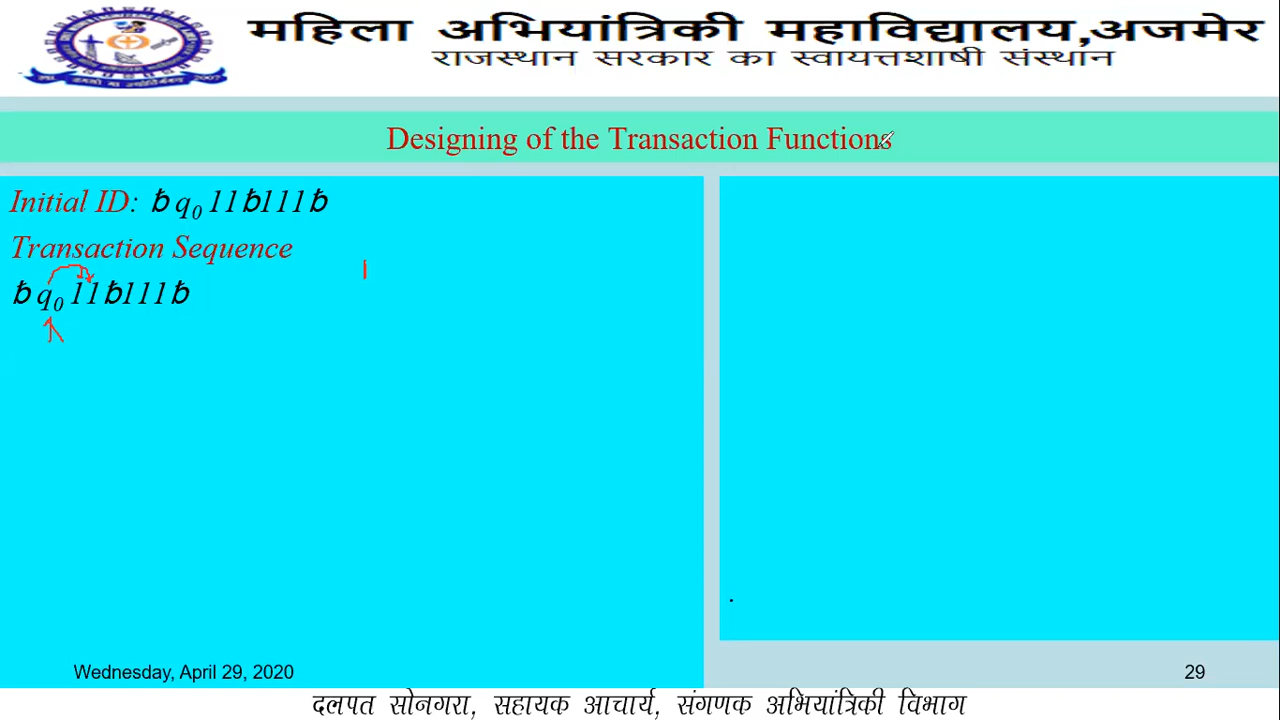 महिला अभियांत्रिकी महाविद्यालय,अजमेर
राजस्थान सरकार का स्वायत्तशाषी संस्थान
2007
Designing of the Transaction Functions
Initial ID: ƀ q₀ 11ƀ111ƀ
Transaction Sequence
ƀ q₀ 11ƀ111ƀ
.
Wednesday, April 29, 2020
29
दलपत सोनगरा, सहायक आचार्य, संगणक अभियांत्रिकी विभाग